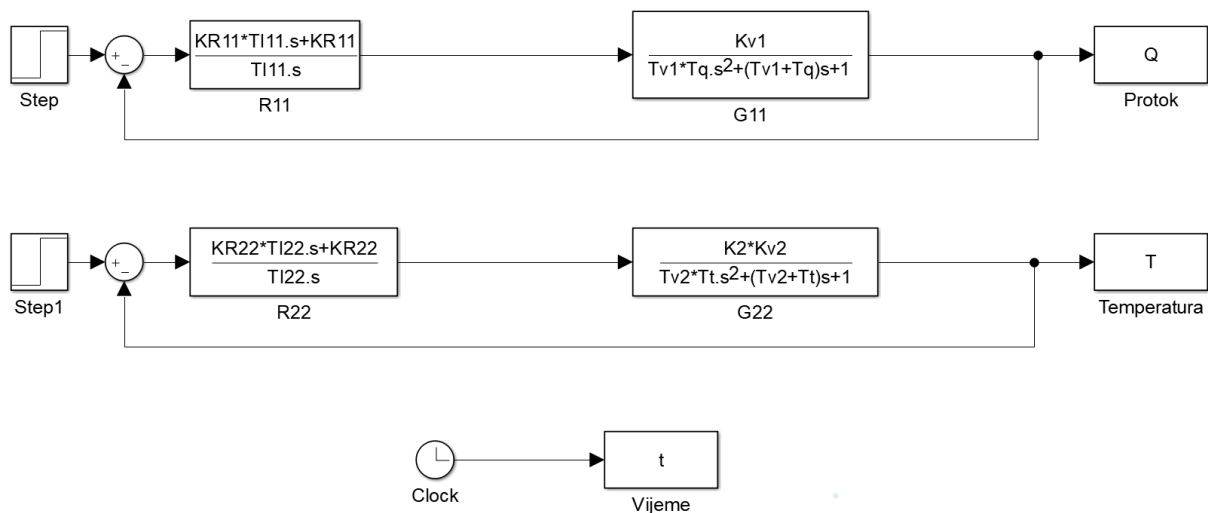 Step
+
−
KR11*TI11.s+KR11
TI11.s
R11
Kv1
Tv1*Tq.s²+(Tv1+Tq)s+1
G11
Q
Protok
Step1
+
−
KR22*TI22.s+KR22
TI22.s
R22
K2*Kv2
Tv2*Tt.s²+(Tv2+Tt)s+1
G22
T
Temperatura
Clock
t
Vijeme